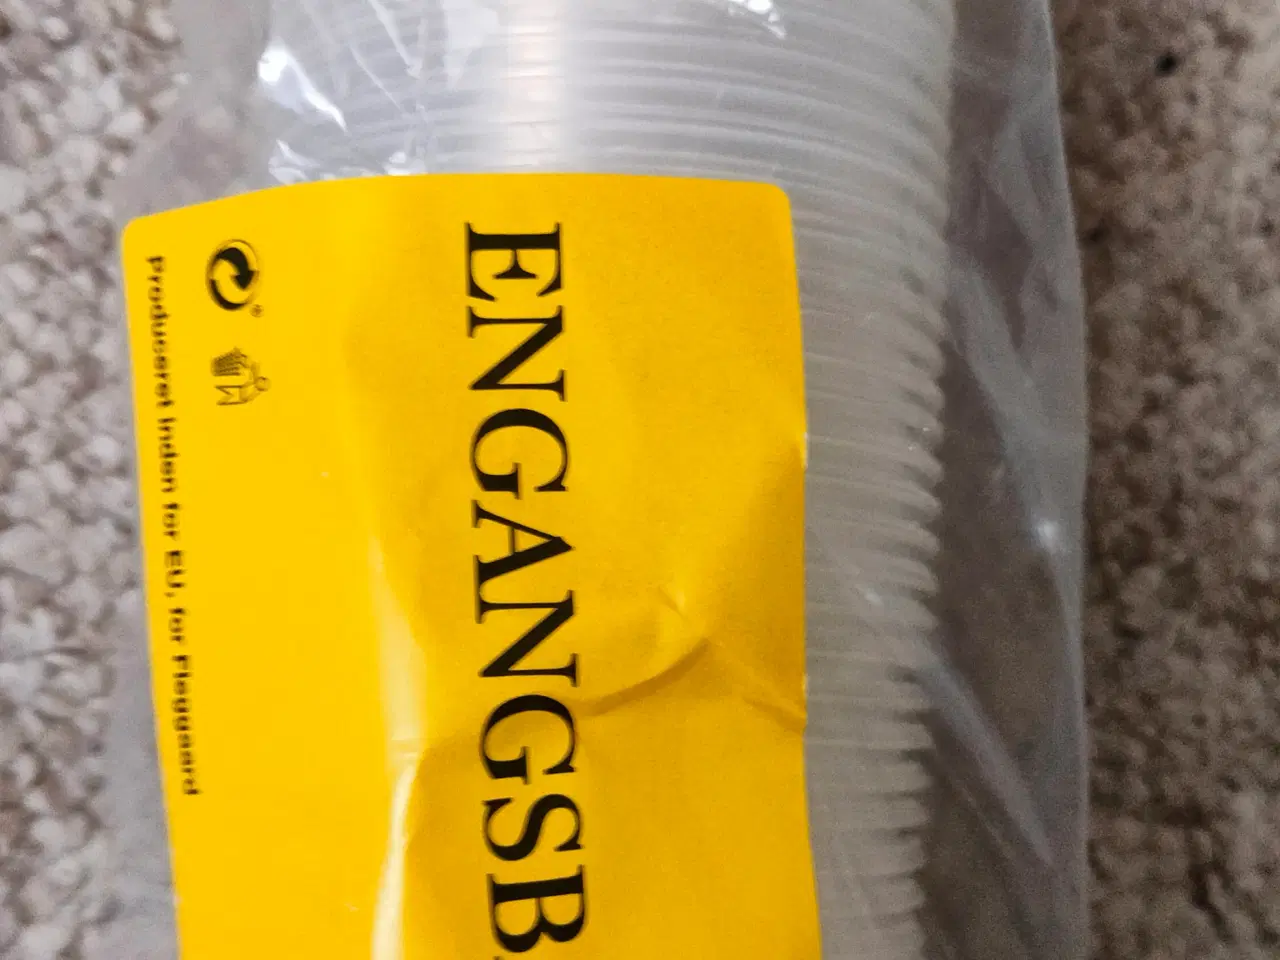 ENGANGSB
Produceret inden for EU, for Fleggaard